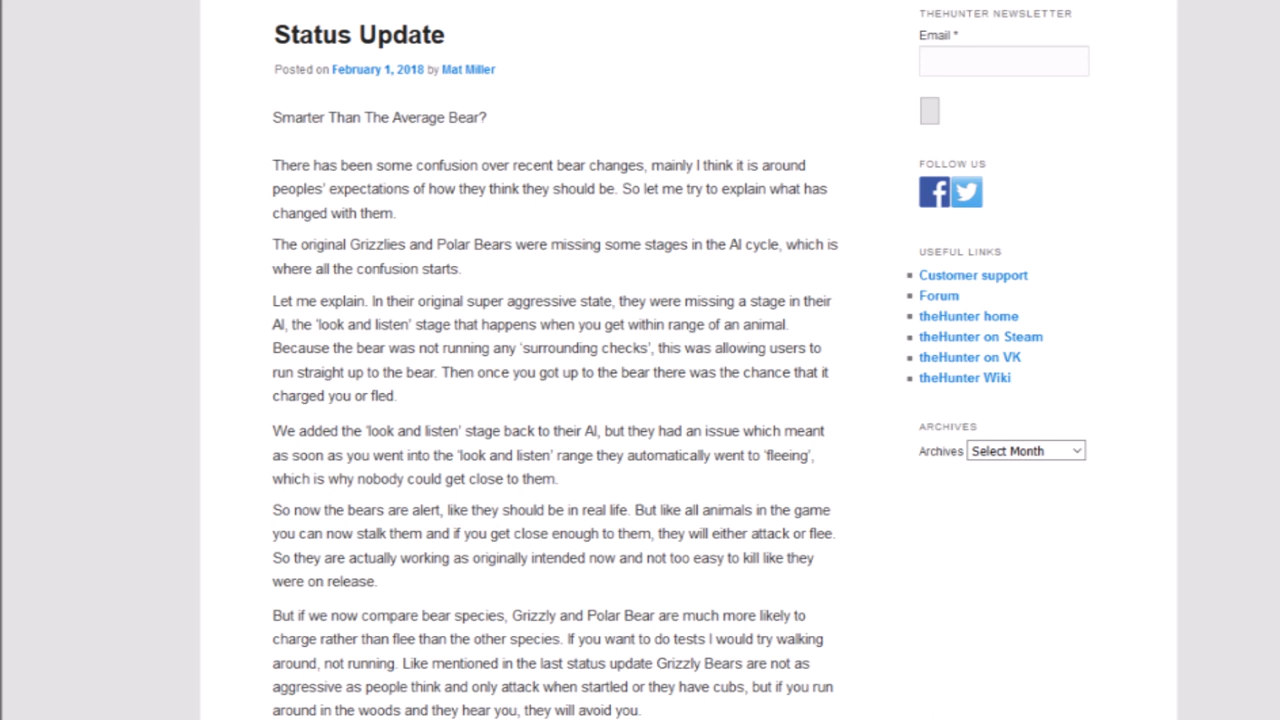 Status Update
Posted on February 1, 2018 by Mat Miller
Smarter Than The Average Bear?
There has been some confusion over recent bear changes, mainly I think it is around
peoples' expectations of how they think they should be. So let me try to explain what has
changed with them.
The original Grizzlies and Polar Bears were missing some stages in the AI cycle, which is
where all the confusion starts.
Let me explain. In their original super aggressive state, they were missing a stage in their
AI, the 'look and listen' stage that happens when you get within range of an animal.
Because the bear was not running any 'surrounding checks', this was allowing users to
run straight up to the bear. Then once you got up to the bear there was the chance that it
charged you or fled.
We added the 'look and listen' stage back to their AI, but they had an issue which meant
as soon as you went into the 'look and listen' range they automatically went to 'fleeing',
which is why nobody could get close to them.
So now the bears are alert, like they should be in real life. But like all animals in the game
you can now stalk them and if you get close enough to them, they will either attack or flee.
So they are actually working as originally intended now and not too easy to kill like they
were on release.
But if we now compare bear species, Grizzly and Polar Bear are much more likely to
charge rather than flee than the other species. If you want to do tests I would try walking
around, not running. Like mentioned in the last status update Grizzly Bears are not as
aggressive as people think and only attack when startled or they have cubs, but if you run
around in the woods and they hear you, they will avoid you.
THEHUNTER NEWSLETTER
Email *
FOLLOW US
USEFUL LINKS
Customer support
Forum
theHunter home
theHunter on Steam
theHunter on VK
theHunter Wiki
ARCHIVES
Archives Select Month